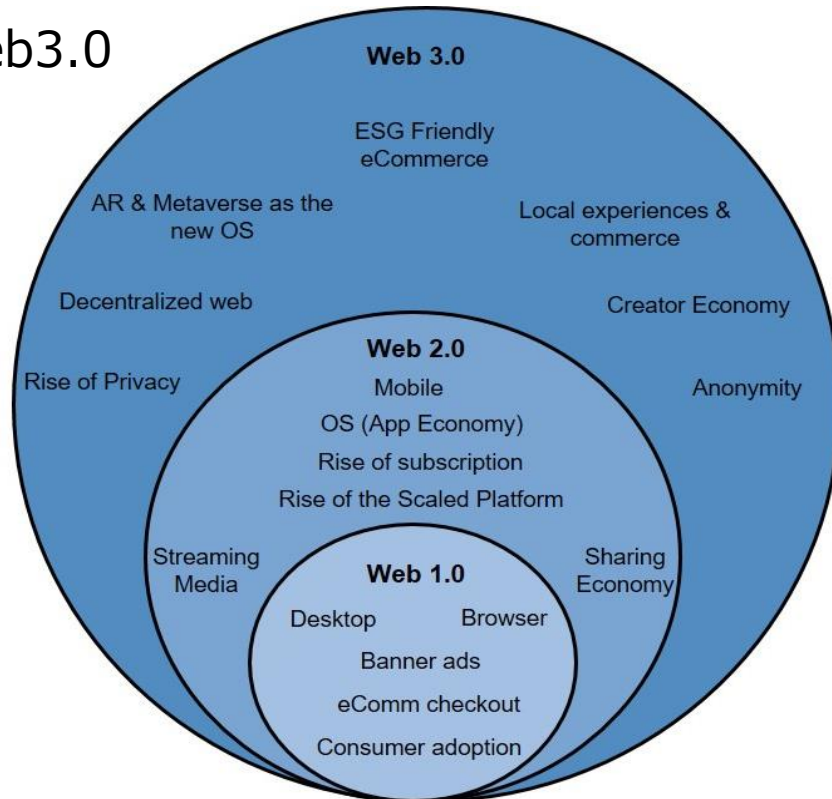 eb3.0
Web 3.0
ESG Friendly
eCommerce
AR & Metaverse as the
new OS
Local experiences &
commerce
Decentralized web
Creator Economy
Rise of Privacy
Anonymity
Web 2.0
Mobile
OS (App Economy)
Rise of subscription
Rise of the Scaled Platform
Streaming
Media
Sharing
Economy
Web 1.0
Desktop
Browser
Banner ads
eComm checkout
Consumer adoption